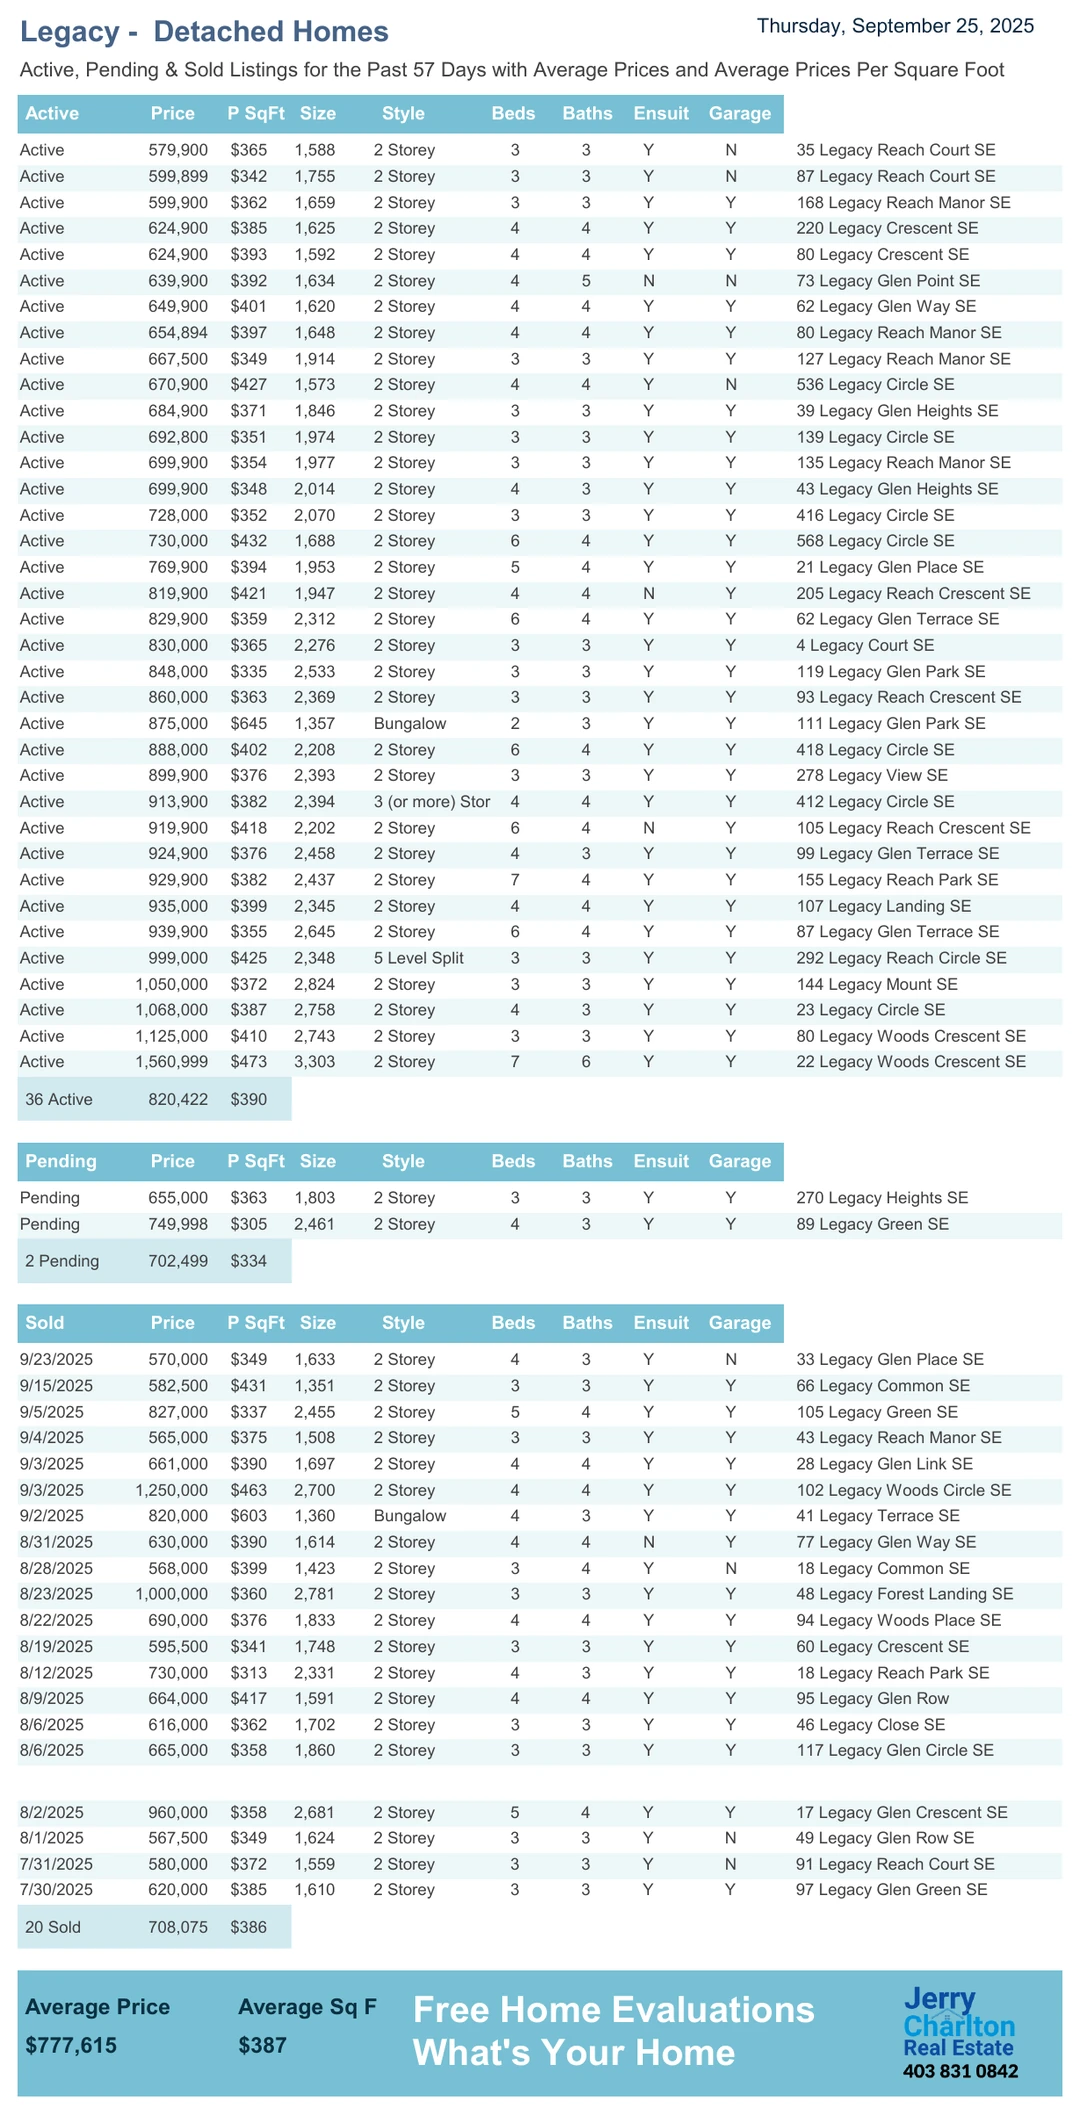 Legacy -  Detached Homes
Thursday, September 25, 2025
Active, Pending & Sold Listings for the Past 57 Days with Average Prices and Average Prices Per Square Foot
Active Price P SqFt Size Style Beds Baths Ensuit Garage
Active 579,900 $365 1,588 2 Storey 3 3 Y N 35 Legacy Reach Court SE
Active 599,899 $342 1,755 2 Storey 3 3 Y N 87 Legacy Reach Court SE
Active 599,900 $362 1,659 2 Storey 3 3 Y Y 168 Legacy Reach Manor SE
Active 624,900 $385 1,625 2 Storey 4 4 Y Y 220 Legacy Crescent SE
Active 624,900 $393 1,592 2 Storey 4 4 Y Y 80 Legacy Crescent SE
Active 639,900 $392 1,634 2 Storey 4 5 N N 73 Legacy Glen Point SE
Active 649,900 $401 1,620 2 Storey 4 4 Y Y 62 Legacy Glen Way SE
Active 654,894 $397 1,648 2 Storey 4 4 Y Y 80 Legacy Reach Manor SE
Active 667,500 $349 1,914 2 Storey 3 3 Y Y 127 Legacy Reach Manor SE
Active 670,900 $427 1,573 2 Storey 4 4 Y N 536 Legacy Circle SE
Active 684,900 $371 1,846 2 Storey 3 3 Y Y 39 Legacy Glen Heights SE
Active 692,800 $351 1,974 2 Storey 3 3 Y Y 139 Legacy Circle SE
Active 699,900 $354 1,977 2 Storey 3 3 Y Y 135 Legacy Reach Manor SE
Active 699,900 $348 2,014 2 Storey 4 3 Y Y 43 Legacy Glen Heights SE
Active 728,000 $352 2,070 2 Storey 3 3 Y Y 416 Legacy Circle SE
Active 730,000 $432 1,688 2 Storey 6 4 Y Y 568 Legacy Circle SE
Active 769,900 $394 1,953 2 Storey 5 4 Y Y 21 Legacy Glen Place SE
Active 819,900 $421 1,947 2 Storey 4 4 N Y 205 Legacy Reach Crescent SE
Active 829,900 $359 2,312 2 Storey 6 4 Y Y 62 Legacy Glen Terrace SE
Active 830,000 $365 2,276 2 Storey 3 3 Y Y 4 Legacy Court SE
Active 848,000 $335 2,533 2 Storey 3 3 Y Y 119 Legacy Glen Park SE
Active 860,000 $363 2,369 2 Storey 3 3 Y Y 93 Legacy Reach Crescent SE
Active 875,000 $645 1,357 Bungalow 2 3 Y Y 111 Legacy Glen Park SE
Active 888,000 $402 2,208 2 Storey 6 4 Y Y 418 Legacy Circle SE
Active 899,900 $376 2,393 2 Storey 3 3 Y Y 278 Legacy View SE
Active 913,900 $382 2,394 3 (or more) Stor 4 4 Y Y 412 Legacy Circle SE
Active 919,900 $418 2,202 2 Storey 6 4 N Y 105 Legacy Reach Crescent SE
Active 924,900 $376 2,458 2 Storey 4 3 Y Y 99 Legacy Glen Terrace SE
Active 929,900 $382 2,437 2 Storey 7 4 Y Y 155 Legacy Reach Park SE
Active 935,000 $399 2,345 2 Storey 4 4 Y Y 107 Legacy Landing SE
Active 939,900 $355 2,645 2 Storey 6 4 Y Y 87 Legacy Glen Terrace SE
Active 999,000 $425 2,348 5 Level Split 3 3 Y Y 292 Legacy Reach Circle SE
Active 1,050,000 $372 2,824 2 Storey 3 3 Y Y 144 Legacy Mount SE
Active 1,068,000 $387 2,758 2 Storey 4 3 Y Y 23 Legacy Circle SE
Active 1,125,000 $410 2,743 2 Storey 3 3 Y Y 80 Legacy Woods Crescent SE
Active 1,560,999 $473 3,303 2 Storey 7 6 Y Y 22 Legacy Woods Crescent SE
36 Active 820,422 $390
Pending Price P SqFt Size Style Beds Baths Ensuit Garage
Pending 655,000 $363 1,803 2 Storey 3 3 Y Y 270 Legacy Heights SE
Pending 749,998 $305 2,461 2 Storey 4 3 Y Y 89 Legacy Green SE
2 Pending 702,499 $334
Sold Price P SqFt Size Style Beds Baths Ensuit Garage
9/23/2025 570,000 $349 1,633 2 Storey 4 3 Y N 33 Legacy Glen Place SE
9/15/2025 582,500 $431 1,351 2 Storey 3 3 Y Y 66 Legacy Common SE
9/5/2025 827,000 $337 2,455 2 Storey 5 4 Y Y 105 Legacy Green SE
9/4/2025 565,000 $375 1,508 2 Storey 3 3 Y Y 43 Legacy Reach Manor SE
9/3/2025 661,000 $390 1,697 2 Storey 4 4 Y Y 28 Legacy Glen Link SE
9/3/2025 1,250,000 $463 2,700 2 Storey 4 4 Y Y 102 Legacy Woods Circle SE
9/2/2025 820,000 $603 1,360 Bungalow 4 3 Y Y 41 Legacy Terrace SE
8/31/2025 630,000 $390 1,614 2 Storey 4 4 N Y 77 Legacy Glen Way SE
8/28/2025 568,000 $399 1,423 2 Storey 3 4 Y N 18 Legacy Common SE
8/23/2025 1,000,000 $360 2,781 2 Storey 3 3 Y Y 48 Legacy Forest Landing SE
8/22/2025 690,000 $376 1,833 2 Storey 4 4 Y Y 94 Legacy Woods Place SE
8/19/2025 595,500 $341 1,748 2 Storey 3 3 Y Y 60 Legacy Crescent SE
8/12/2025 730,000 $313 2,331 2 Storey 4 3 Y Y 18 Legacy Reach Park SE
8/9/2025 664,000 $417 1,591 2 Storey 4 4 Y Y 95 Legacy Glen Row
8/6/2025 616,000 $362 1,702 2 Storey 3 3 Y Y 46 Legacy Close SE
8/6/2025 665,000 $358 1,860 2 Storey 3 3 Y Y 117 Legacy Glen Circle SE
8/2/2025 960,000 $358 2,681 2 Storey 5 4 Y Y 17 Legacy Glen Crescent SE
8/1/2025 567,500 $349 1,624 2 Storey 3 3 Y N 49 Legacy Glen Row SE
7/31/2025 580,000 $372 1,559 2 Storey 3 3 Y N 91 Legacy Reach Court SE
7/30/2025 620,000 $385 1,610 2 Storey 3 3 Y Y 97 Legacy Glen Green SE
20 Sold 708,075 $386
Average Price Average Sq F
$777,615 $387
Free Home Evaluations
What's Your Home
Jerry
Charlton
Real Estate
403 831 0842